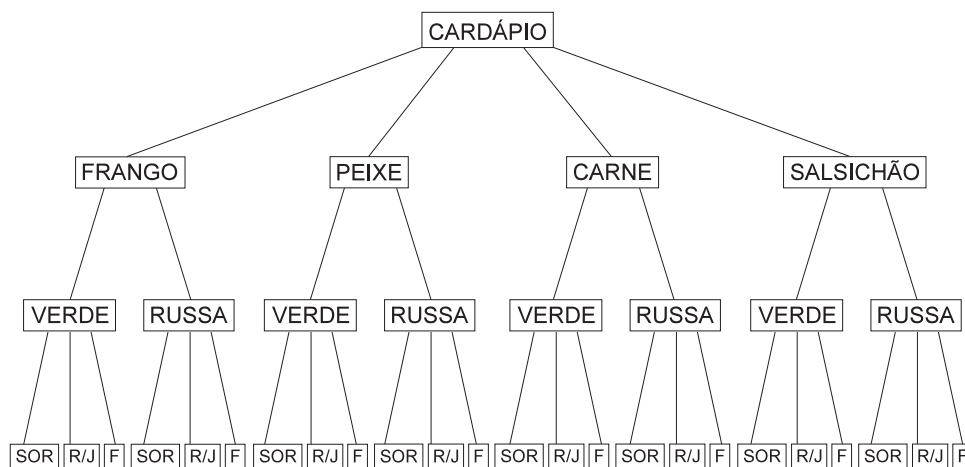 CARDÁPIO
FRANGO PEIXE CARNE SALSICHÃO
VERDE RUSSA VERDE RUSSA VERDE RUSSA VERDE RUSSA
SOR R/J F SOR R/J F SOR R/J F SOR R/J F SOR R/J F SOR R/J F SOR R/J F SOR R/J F